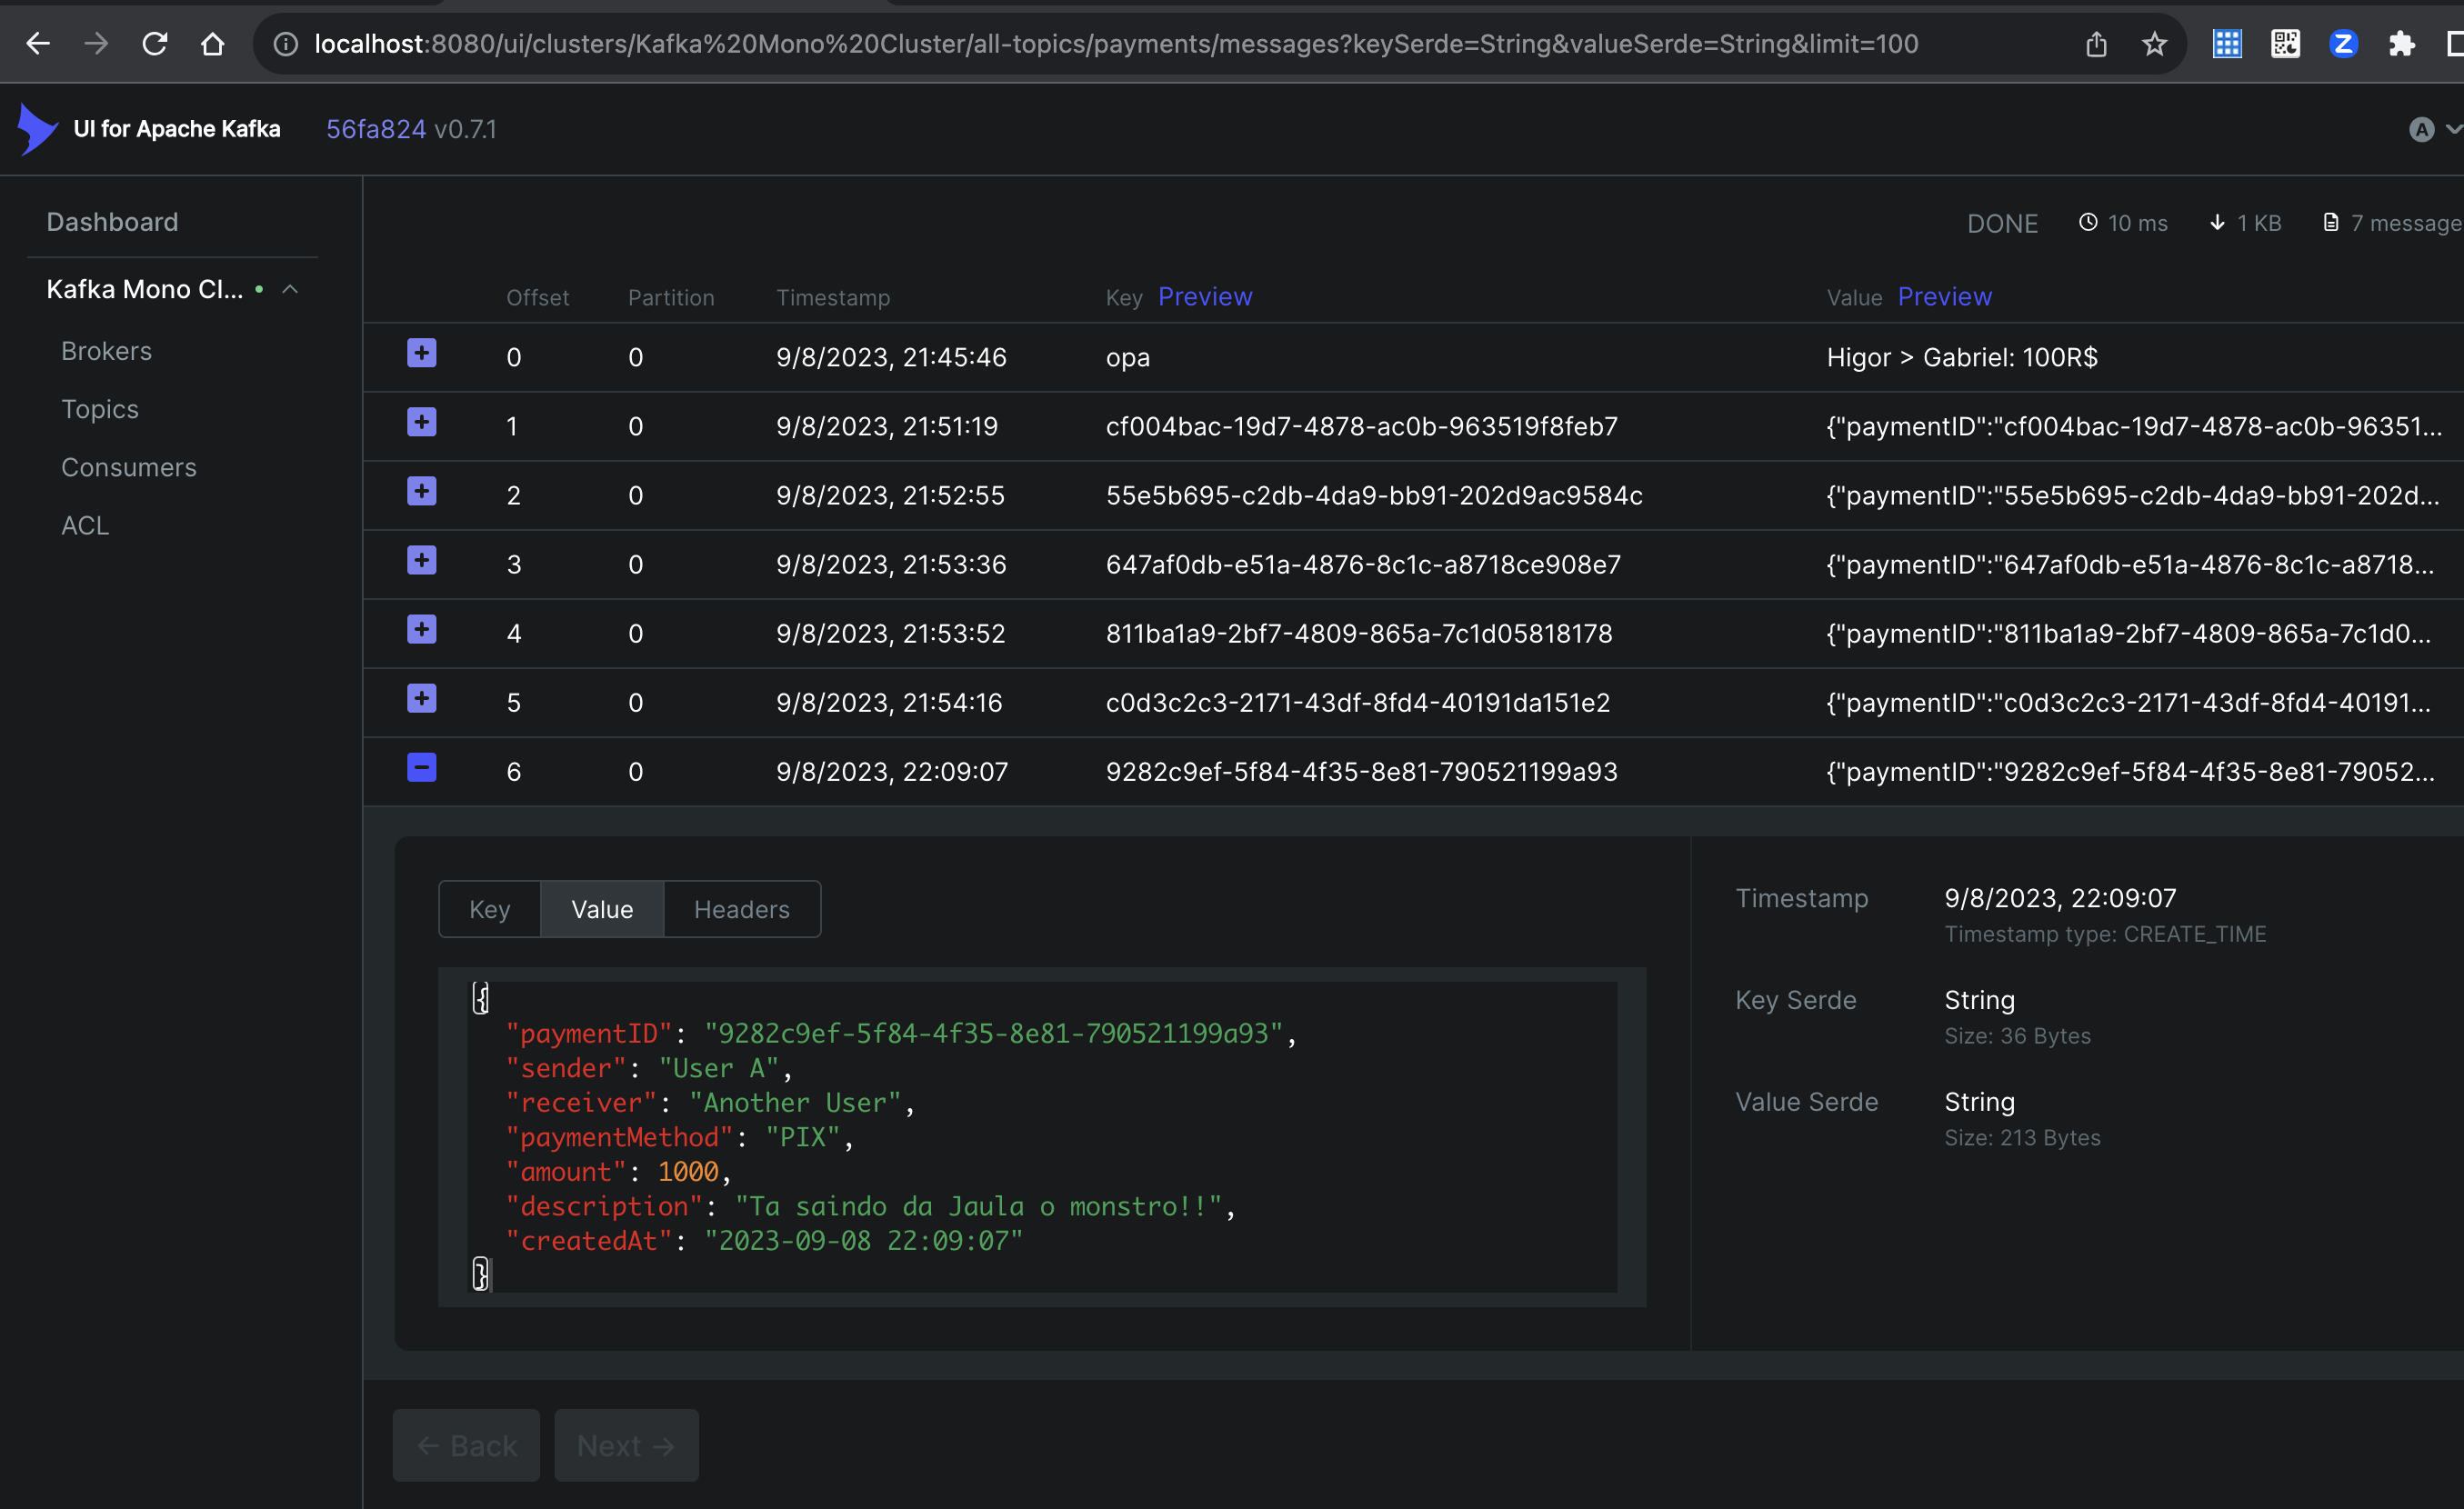 localhost:8080/ui/clusters/Kafka%20Mono%20Cluster/all-topics/payments/messages?keySerde=String&valueSerde=String&limit=100
UI for Apache Kafka 56fa824 v0.7.1
A
Dashboard
Kafka Mono Cl...
Brokers
Topics
Consumers
ACL
DONE 10 ms 1 KB 7 message
Offset Partition Timestamp Key Preview Value Preview
0 0 9/8/2023, 21:45:46 opa Higor > Gabriel: 100R$
1 0 9/8/2023, 21:51:19 cf004bac-19d7-4878-ac0b-963519f8feb7 {"paymentID":"cf004bac-19d7-4878-ac0b-96351...
2 0 9/8/2023, 21:52:55 55e5b695-c2db-4da9-bb91-202d9ac9584c {"paymentID":"55e5b695-c2db-4da9-bb91-202d...
3 0 9/8/2023, 21:53:36 647af0db-e51a-4876-8c1c-a8718ce908e7 {"paymentID":"647af0db-e51a-4876-8c1c-a8718...
4 0 9/8/2023, 21:53:52 811ba1a9-2bf7-4809-865a-7c1d05818178 {"paymentID":"811ba1a9-2bf7-4809-865a-7c1d0...
5 0 9/8/2023, 21:54:16 c0d3c2c3-2171-43df-8fd4-40191da151e2 {"paymentID":"c0d3c2c3-2171-43df-8fd4-40191...
6 0 9/8/2023, 22:09:07 9282c9ef-5f84-4f35-8e81-790521199a93 {"paymentID":"9282c9ef-5f84-4f35-8e81-79052...
Key Value Headers
{
"paymentID": "9282c9ef-5f84-4f35-8e81-790521199a93",
"sender": "User A",
"receiver": "Another User",
"paymentMethod": "PIX",
"amount": 1000,
"description": "Ta saindo da Jaula o monstro!!",
"createdAt": "2023-09-08 22:09:07"
}
Timestamp 9/8/2023, 22:09:07
Timestamp type: CREATE_TIME
Key Serde String
Size: 36 Bytes
Value Serde String
Size: 213 Bytes
← Back Next →